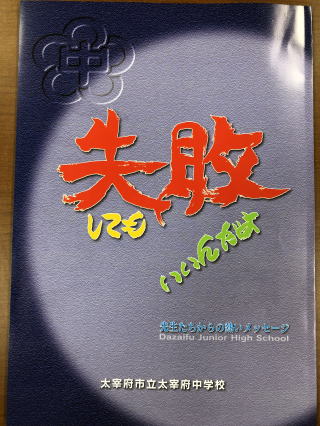 中
失敗
しても
いいんだよ
先生たちからの熱いメッセージ
Dazaifu Junior High School
太宰府市立太宰府中学校